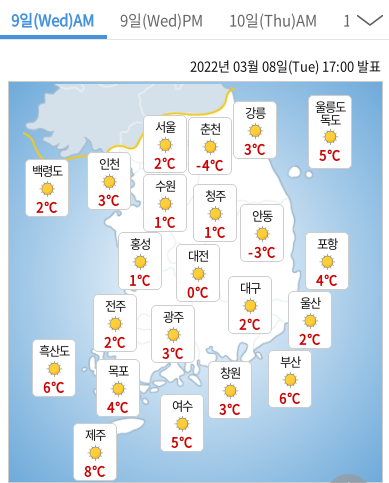 9일(Wed)AM 9일(Wed)PM 10일(Thu)AM 1
2022년 03월 08일(Tue) 17:00 발표
강릉
3℃
울릉도
독도
5℃
서울
2℃
춘천
-4℃
백령도
2℃
인천
3℃
수원
1℃
청주
1℃
안동
-3℃
홍성
1℃
대전
0℃
포항
4℃
대구
2℃
울산
2℃
전주
2℃
광주
3℃
흑산도
6℃
목포
4℃
창원
3℃
부산
6℃
여수
5℃
제주
8℃